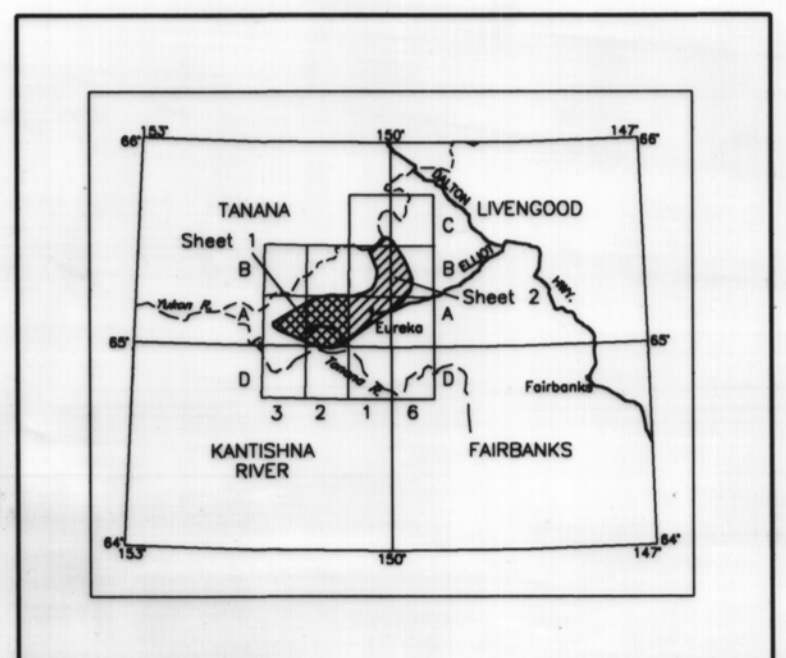 66° 153° 150° 147° 66°
DALTON
TANANA LIVENGOOD
Sheet 1 C
B ELLIOT B
HWY.
Sheet 2
Yukon R. A A
Eureka
65° 65°
Tanana R.
D D
Fairbanks
3 2 1 6
KANTISHNA
RIVER
FAIRBANKS
64° 64°
153° 150° 147°